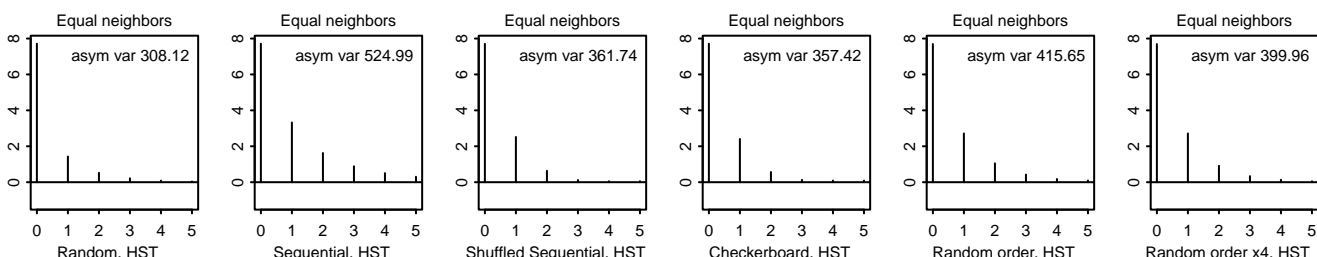 Equal neighbors
asym var 308.12
8
6
4
2
0
0 1 2 3 4 5
Random, HST
Equal neighbors
asym var 524.99
8
6
4
2
0
0 1 2 3 4 5
Sequential, HST
Equal neighbors
asym var 361.74
8
6
4
2
0
0 1 2 3 4 5
Shuffled Sequential, HST
Equal neighbors
asym var 357.42
8
6
4
2
0
0 1 2 3 4 5
Checkerboard, HST
Equal neighbors
asym var 415.65
8
6
4
2
0
0 1 2 3 4 5
Random order, HST
Equal neighbors
asym var 399.96
8
6
4
2
0
0 1 2 3 4 5
Random order x4, HST